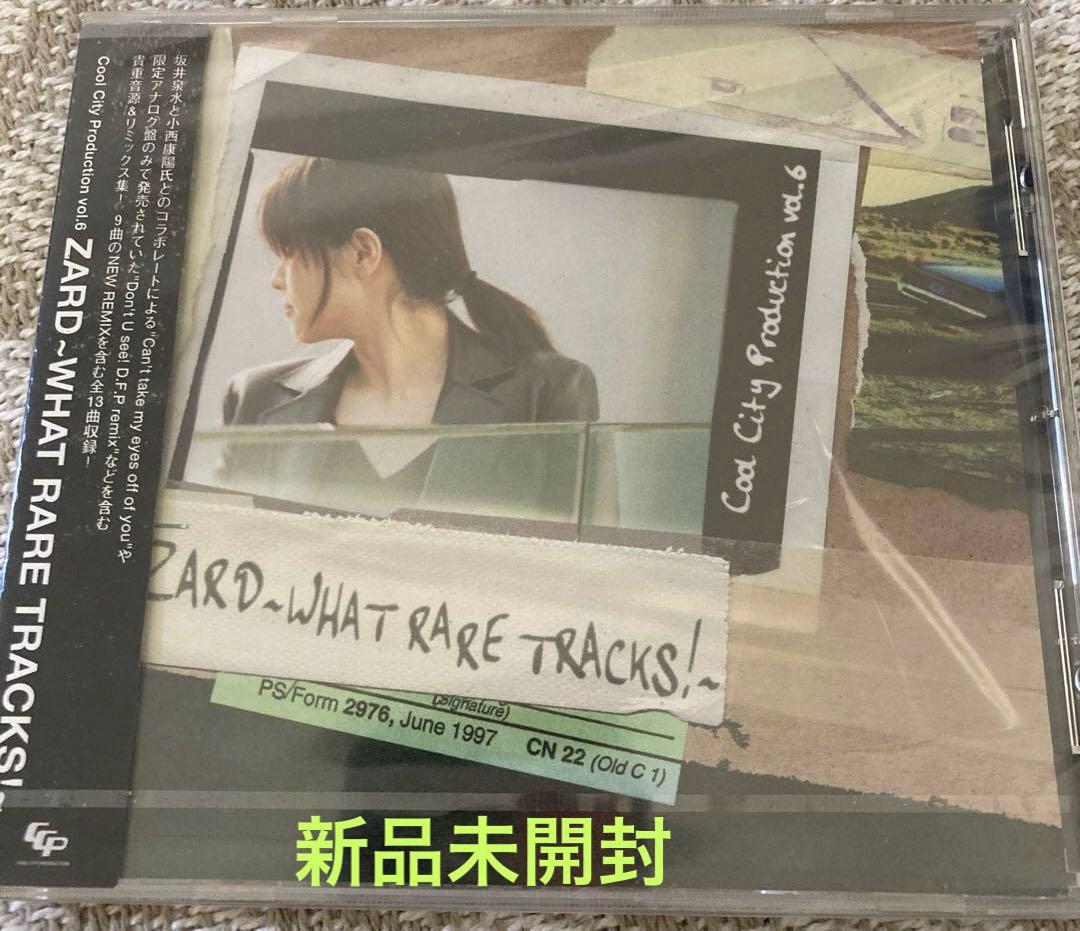 坂井泉水と小西康陽氏とのコラボレートによる"Can't take my eyes off of you"や
限定アナログ盤のみで発売されていた"Don't U see! D.F.P remix"などを含む
貴重音源&リミックス集! 9曲のNEW REMIXを含む全13曲収録!
Cool City Production vol.6
ZARD~WHAT RARE TRACKS!~
Cool City Production vol.6
ZARD~WHAT RARE TRACKS!~
(Signature)
PS/Form 2976, June 1997
CN 22 (Old C 1)
CCP
新品未開封